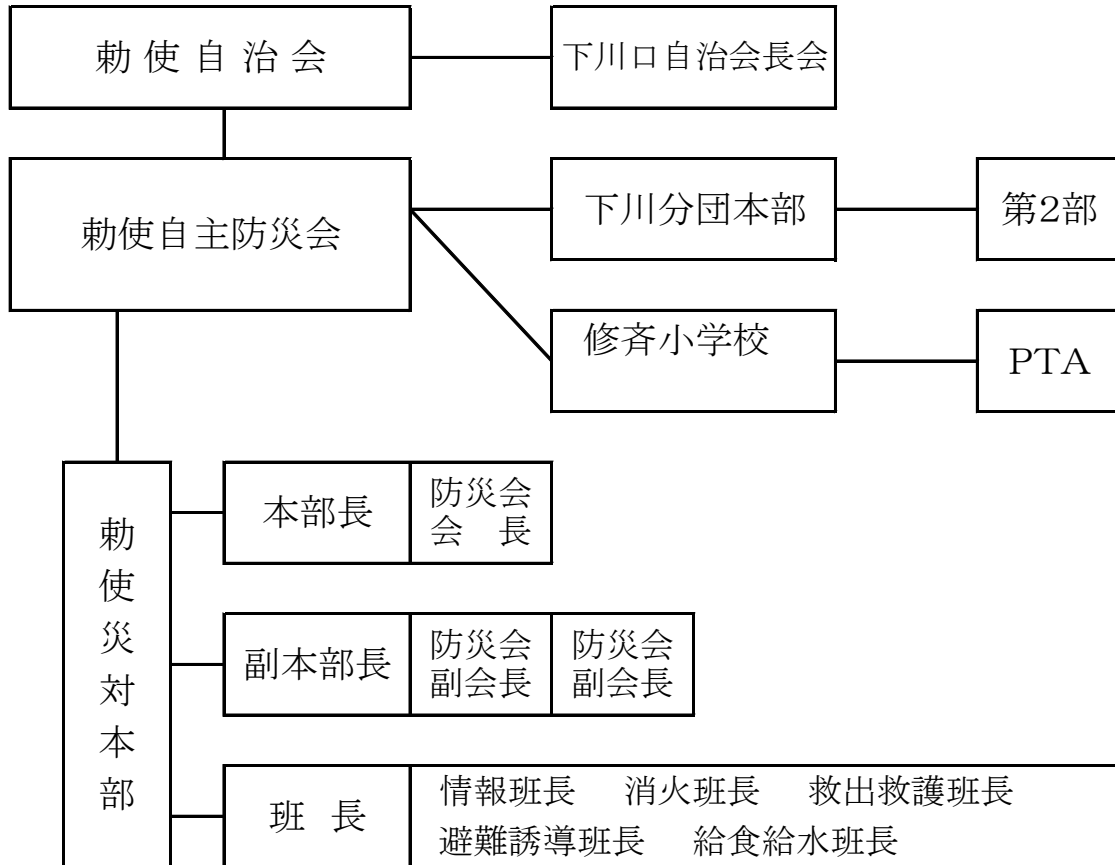 勅使自治会
下川口自治会長会
勅使自主防災会
下川分団本部
第2部
修斉小学校
PTA
勅使災対本部
本部長
防災会
会　長
副本部長
防災会
副会長
防災会
副会長
班　長
情報班長　消火班長　救出救護班長
避難誘導班長　給食給水班長